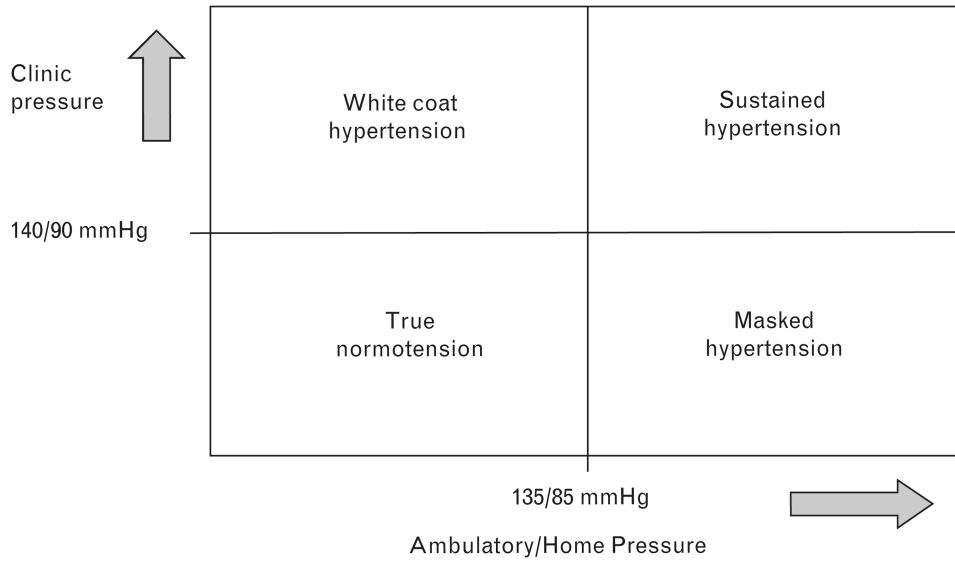 Clinic
pressure
White coat
hypertension
Sustained
hypertension
140/90 mmHg
True
normotension
Masked
hypertension
135/85 mmHg
Ambulatory/Home Pressure